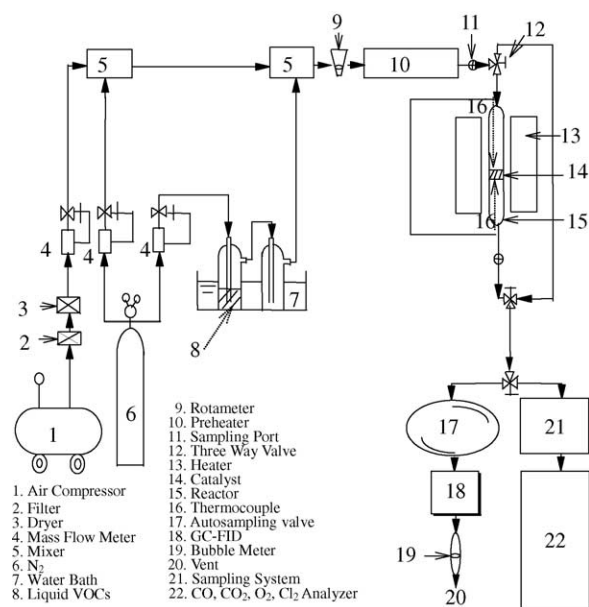 9
11
12
5
5
10
16
13
14
16
15
4
4
4
3
2
7
8
1
6
17
21
18
22
19
20
1. Air Compressor
2. Filter
3. Dryer
4. Mass Flow Meter
5. Mixer
6. N₂
7. Water Bath
8. Liquid VOCs
9. Rotameter
10. Preheater
11. Sampling Port
12. Three Way Valve
13. Heater
14. Catalyst
15. Reactor
16. Thermocouple
17. Autosampling valve
18. GC-FID
19. Bubble Meter
20. Vent
21. Sampling System
22. CO, CO₂, O₂, Cl₂ Analyzer